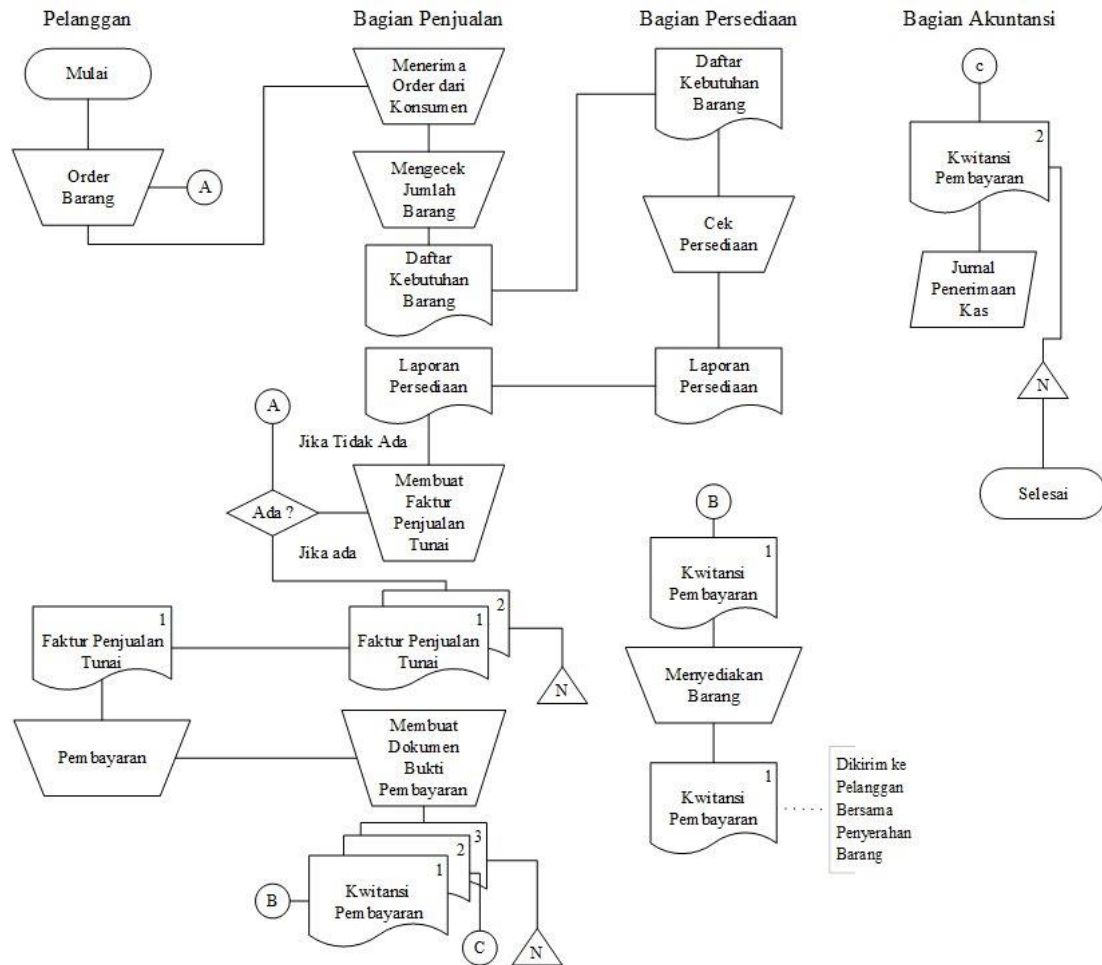 Pelanggan
Bagian Penjualan
Bagian Persediaan
Bagian Akuntansi
Mulai
Order
Barang
A
Menerima
Order dari
Konsumen
Mengecek
Jumlah
Barang
Daftar
Kebutuhan
Barang
Daftar
Kebutuhan
Barang
Cek
Persediaan
Laporan
Persediaan
Laporan
Persediaan
c
2
Kwitansi
Pembayaran
Jurnal
Penerimaan
Kas
N
Selesai
A
Jika Tidak Ada
Ada ?
Jika ada
Membuat
Faktur
Penjualan
Tunai
2
1
Faktur Penjualan
Tunai
N
1
Faktur Penjualan
Tunai
Pembayaran
Membuat
Dokumen
Bukti
Pembayaran
3
2
1
Kwitansi
Pembayaran
B
C
N
B
1
Kwitansi
Pembayaran
Menyediakan
Barang
1
Kwitansi
Pembayaran
Dikirim ke
Pelanggan
Bersama
Penyerahan
Barang